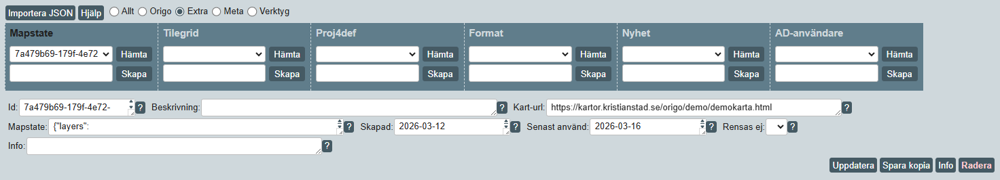 Importera JSON Hjälp Allt Origo Extra Meta Verktyg
Mapstate Tilegrid Proj4def Format Nyhet AD-användare
7a479b69-179f-4e72 Hämta Hämta Hämta Hämta Hämta Hämta
Skapa Skapa Skapa Skapa Skapa Skapa
Id: 7a479b69-179f-4e72- ? Beskrivning: ? Kart-url: https://kartor.kristianstad.se/origo/demo/demokarta.html ?
Mapstate: {"layers": ? Skapad: 2026-03-12 ? Senast använd: 2026-03-16 ? Rensas ej: ?
Info: ?
Uppdatera Spara kopia Info Radera